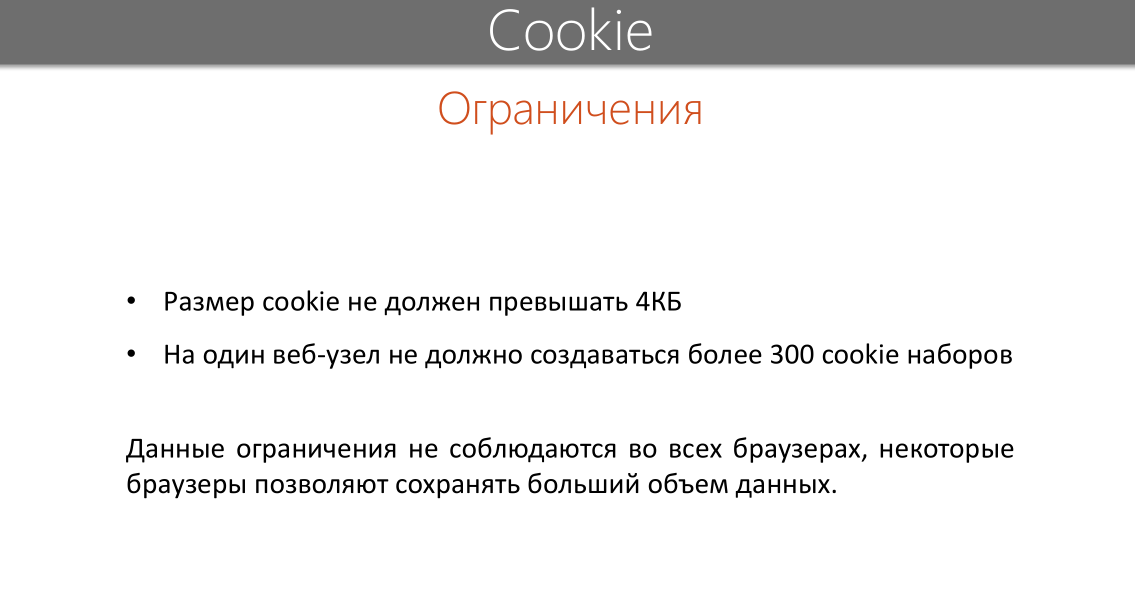 Cookie
Ограничения
• Размер cookie не должен превышать 4КБ
• На один веб-узел не должно создаваться более 300 cookie наборов
Данные ограничения не соблюдаются во всех браузерах, некоторые
браузеры позволяют сохранять больший объем данных.